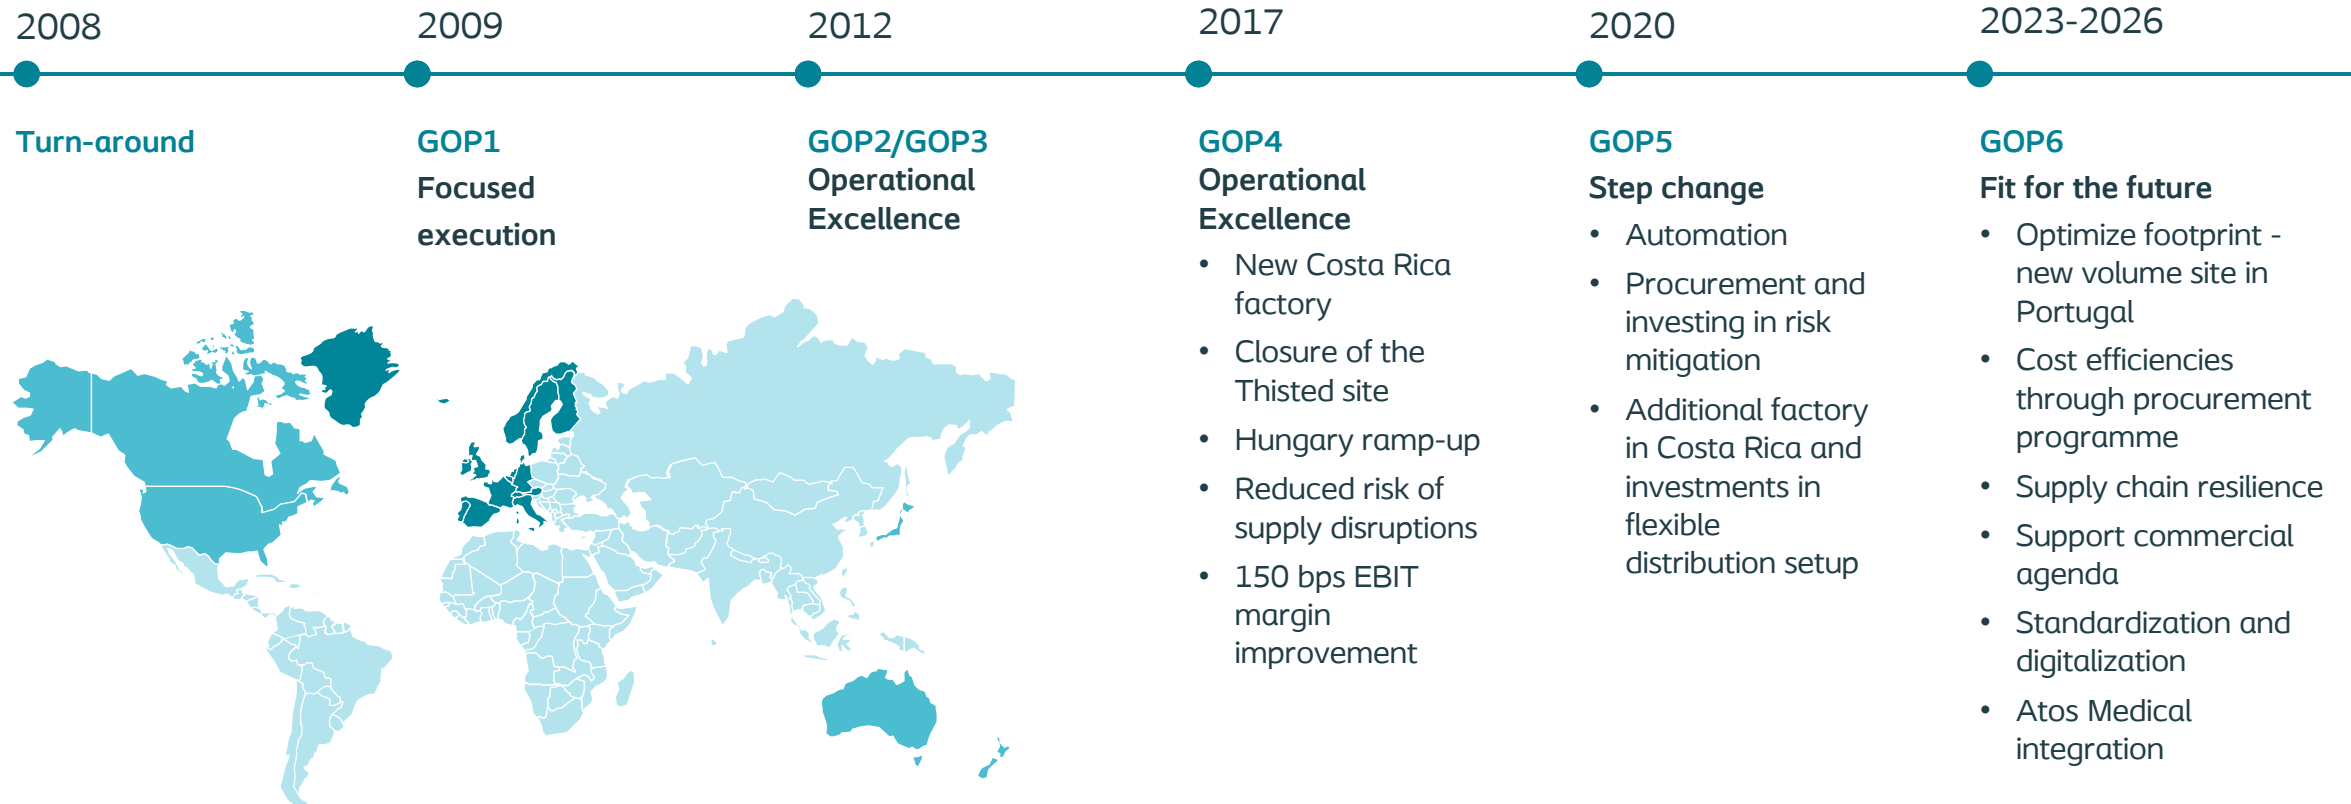 2008
2009
2012
2017
2020
2023-2026
Turn-around
GOP1
Focused
execution
GOP2/GOP3
Operational
Excellence
GOP4
Operational
Excellence
• New Costa Rica
factory
• Closure of the
Thisted site
• Hungary ramp-up
• Reduced risk of
supply disruptions
• 150 bps EBIT
margin
improvement
GOP5
Step change
• Automation
• Procurement and
investing in risk
mitigation
• Additional factory
in Costa Rica and
investments in
flexible
distribution setup
GOP6
Fit for the future
• Optimize footprint -
new volume site in
Portugal
• Cost efficiencies
through procurement
programme
• Supply chain resilience
• Support commercial
agenda
• Standardization and
digitalization
• Atos Medical
integration